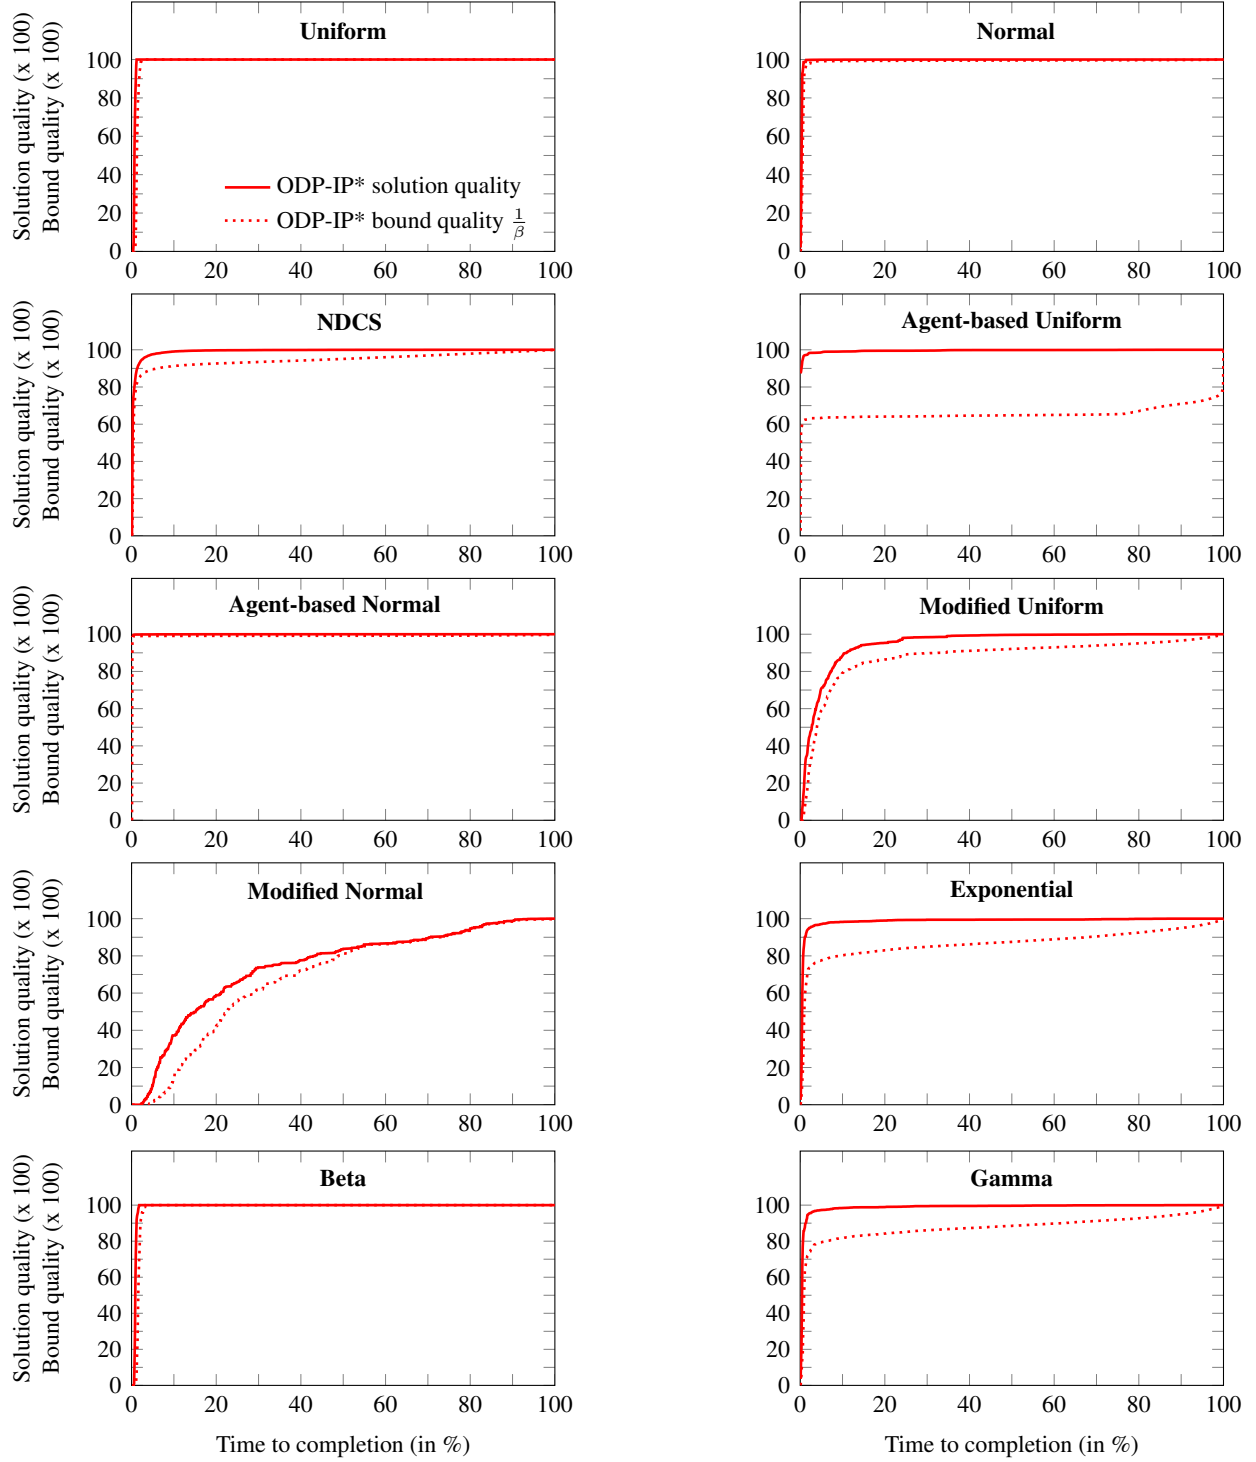 Uniform
Solution quality (x 100)
Bound quality (x 100)
100
80
60
40
20
0
ODP-IP* solution quality
ODP-IP* bound quality 1/β
0 20 40 60 80 100
Normal
100
80
60
40
20
0
0 20 40 60 80 100
NDCS
Solution quality (x 100)
Bound quality (x 100)
100
80
60
40
20
0
0 20 40 60 80 100
Agent-based Uniform
100
80
60
40
20
0
0 20 40 60 80 100
Agent-based Normal
Solution quality (x 100)
Bound quality (x 100)
100
80
60
40
20
0
0 20 40 60 80 100
Modified Uniform
100
80
60
40
20
0
0 20 40 60 80 100
Modified Normal
Solution quality (x 100)
Bound quality (x 100)
100
80
60
40
20
0
0 20 40 60 80 100
Exponential
100
80
60
40
20
0
0 20 40 60 80 100
Beta
Solution quality (x 100)
Bound quality (x 100)
100
80
60
40
20
0
0 20 40 60 80 100
Time to completion (in %)
Gamma
100
80
60
40
20
0
0 20 40 60 80 100
Time to completion (in %)